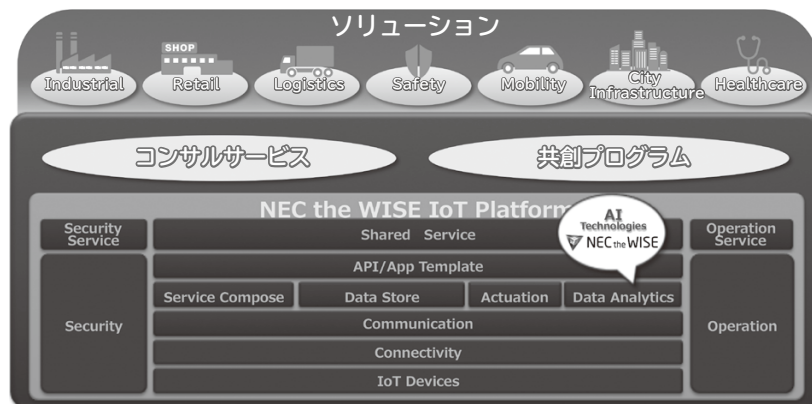 ソリューション
SHOP
Industrial
Retail
Logistics
Safety
Mobility
City
Infrastructure
Healthcare
コンサルサービス
共創プログラム
NEC the WISE IoT Platform
AI
Technologies
NEC the WISE
Security
Service
Shared Service
Operation
Service
API/App Template
Service Compose
Data Store
Actuation
Data Analytics
Security
Communication
Operation
Connectivity
IoT Devices